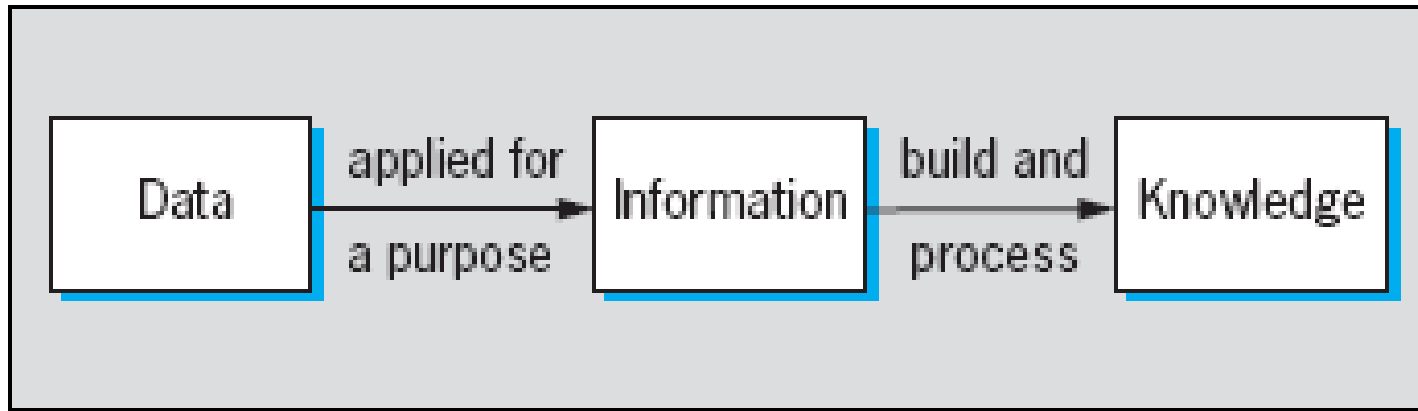 Data
applied for
a purpose
Information
build and
process
Knowledge